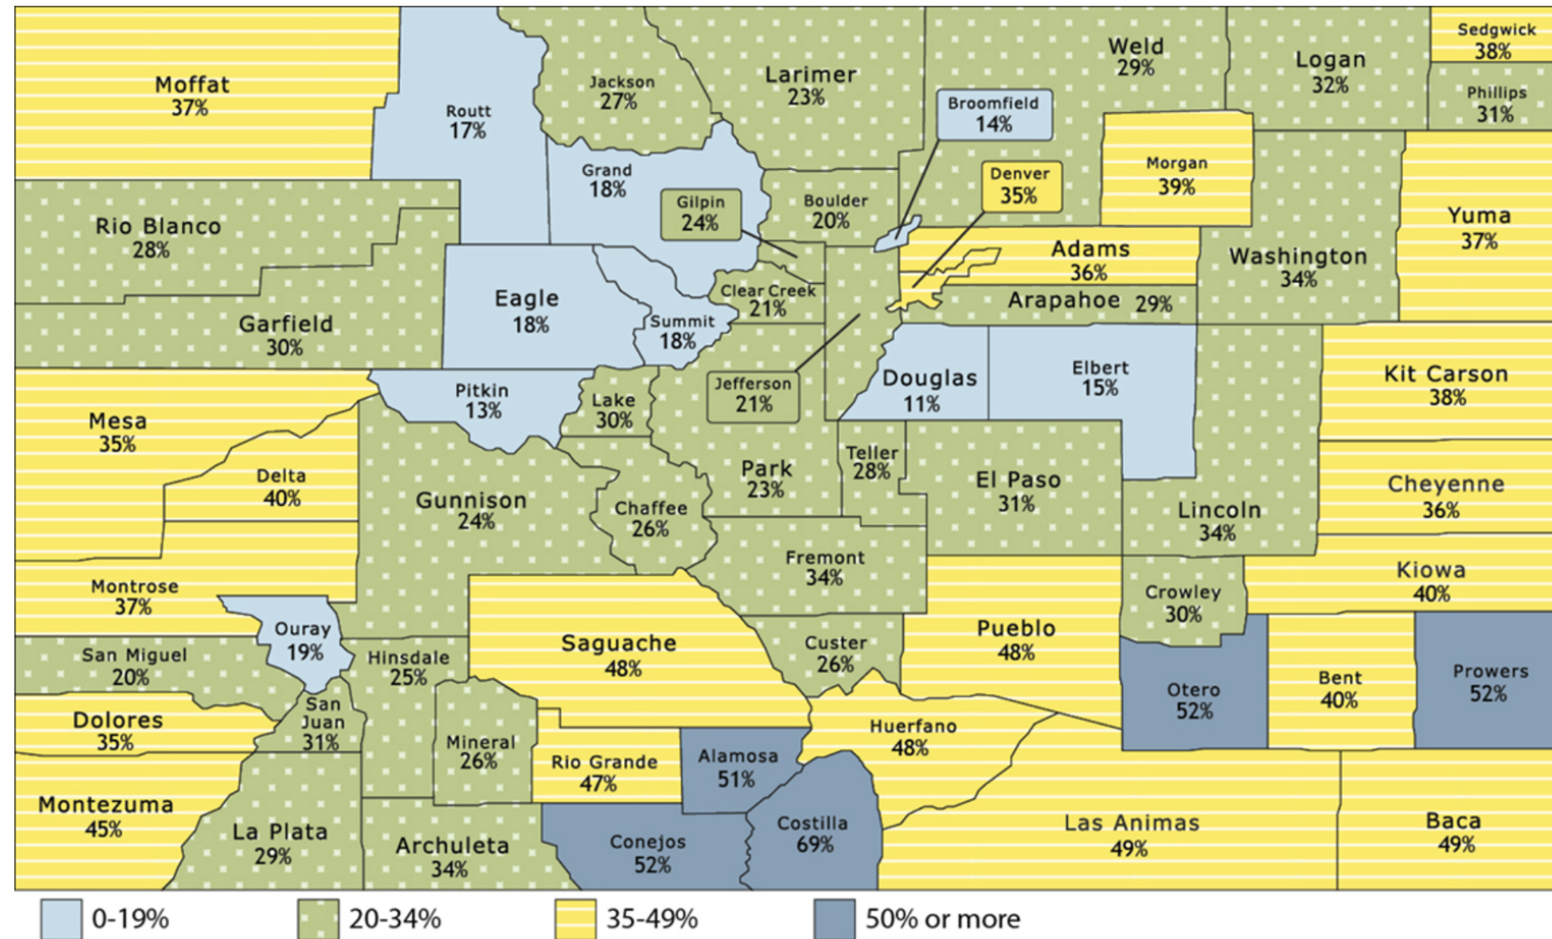 Moffat
37%
Routt
17%
Jackson
27%
Larimer
23%
Weld
29%
Logan
32%
Sedgwick
38%
Phillips
31%
Broomfield
14%
Grand
18%
Gilpin
24%
Boulder
20%
Denver
35%
Morgan
39%
Rio Blanco
28%
Yuma
37%
Adams
36%
Washington
34%
Eagle
18%
Summit
18%
Clear Creek
21%
Arapahoe 29%
Garfield
30%
Pitkin
13%
Lake
30%
Jefferson
21%
Douglas
11%
Elbert
15%
Kit Carson
38%
Mesa
35%
Delta
40%
Gunnison
24%
Chaffee
26%
Park
23%
Teller
28%
El Paso
31%
Lincoln
34%
Cheyenne
36%
Montrose
37%
Fremont
34%
Crowley
30%
Kiowa
40%
Ouray
19%
San Miguel
20%
Hinsdale
25%
Saguache
48%
Custer
26%
Pueblo
48%
Otero
52%
Bent
40%
Prowers
52%
Dolores
35%
San
Juan
31%
Mineral
26%
Rio Grande
47%
Alamosa
51%
Huerfano
48%
Montezuma
45%
La Plata
29%
Archuleta
34%
Conejos
52%
Costilla
69%
Las Animas
49%
Baca
49%
0-19%
20-34%
35-49%
50% or more